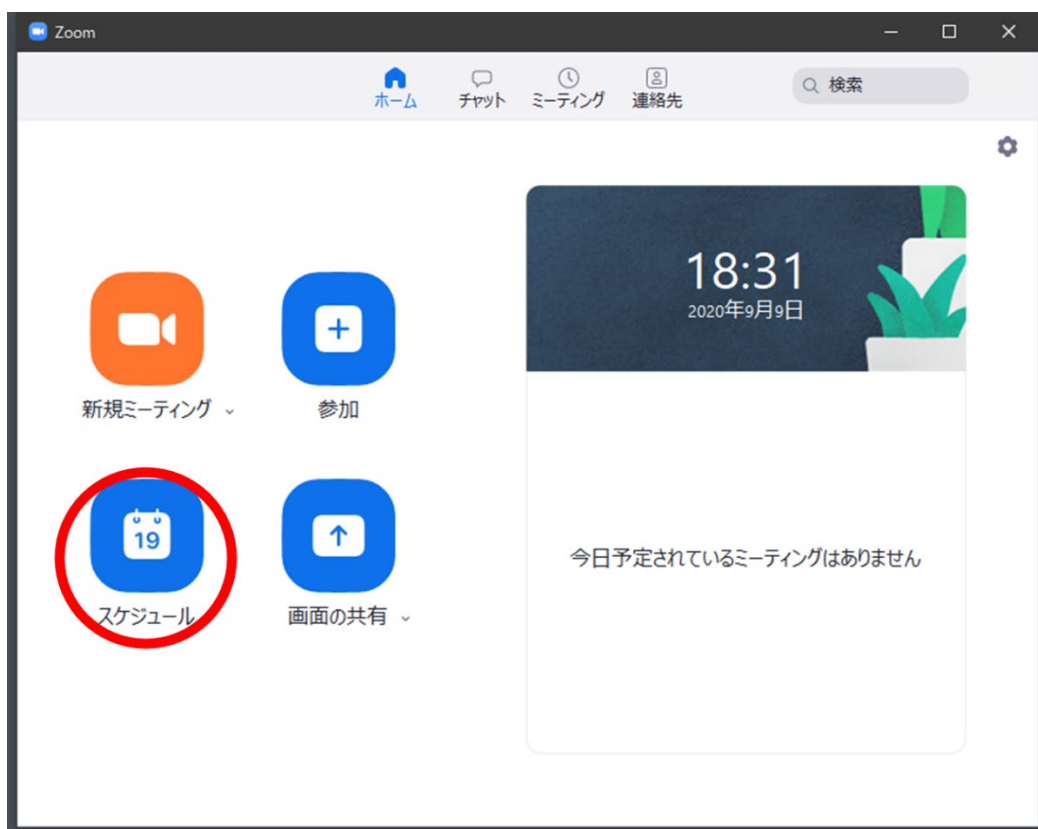 Zoom
ホーム
チャット
ミーティング
連絡先
検索
18:31
2020年9月9日
新規ミーティング
参加
19
スケジュール
画面の共有
今日予定されているミーティングはありません